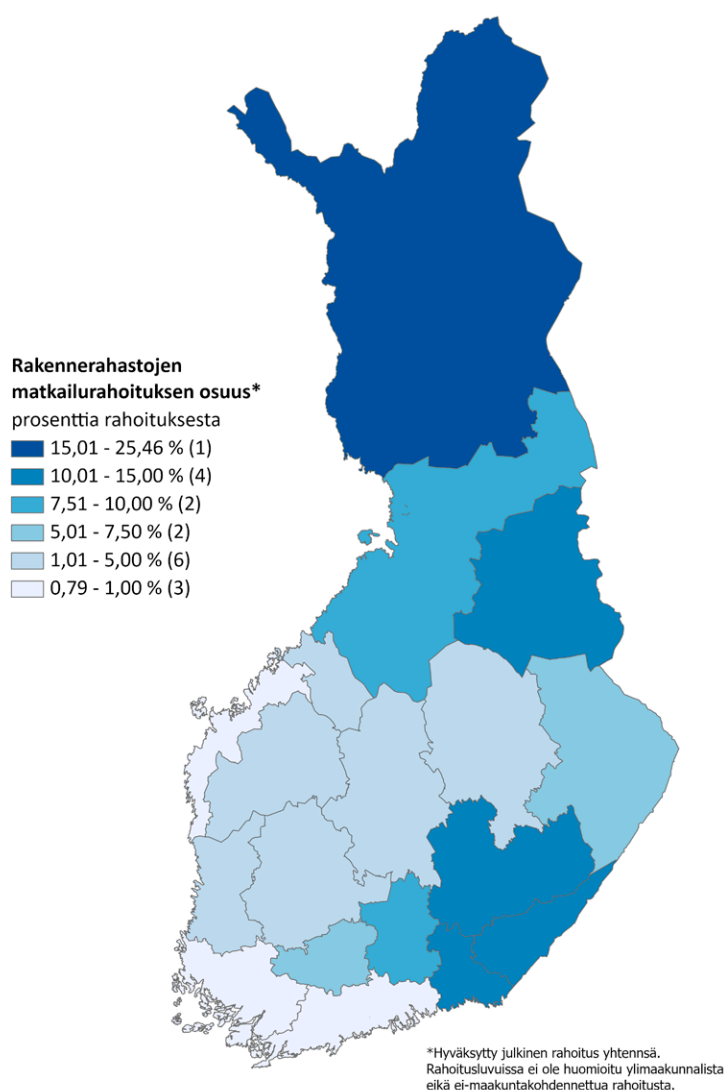 Rakennerahastojen
matkailurahoituksen osuus*
prosenttia rahoituksesta
15,01 - 25,46 % (1)
10,01 - 15,00 % (4)
7,51 - 10,00 % (2)
5,01 - 7,50 % (2)
1,01 - 5,00 % (6)
0,79 - 1,00 % (3)
*Hyväksytty julkinen rahoitus yhtennsä.
Rahoitusluvuissa ei ole huomioitu ylimaakunnalista
eikä ei-maakuntakohdennettua rahoitusta.